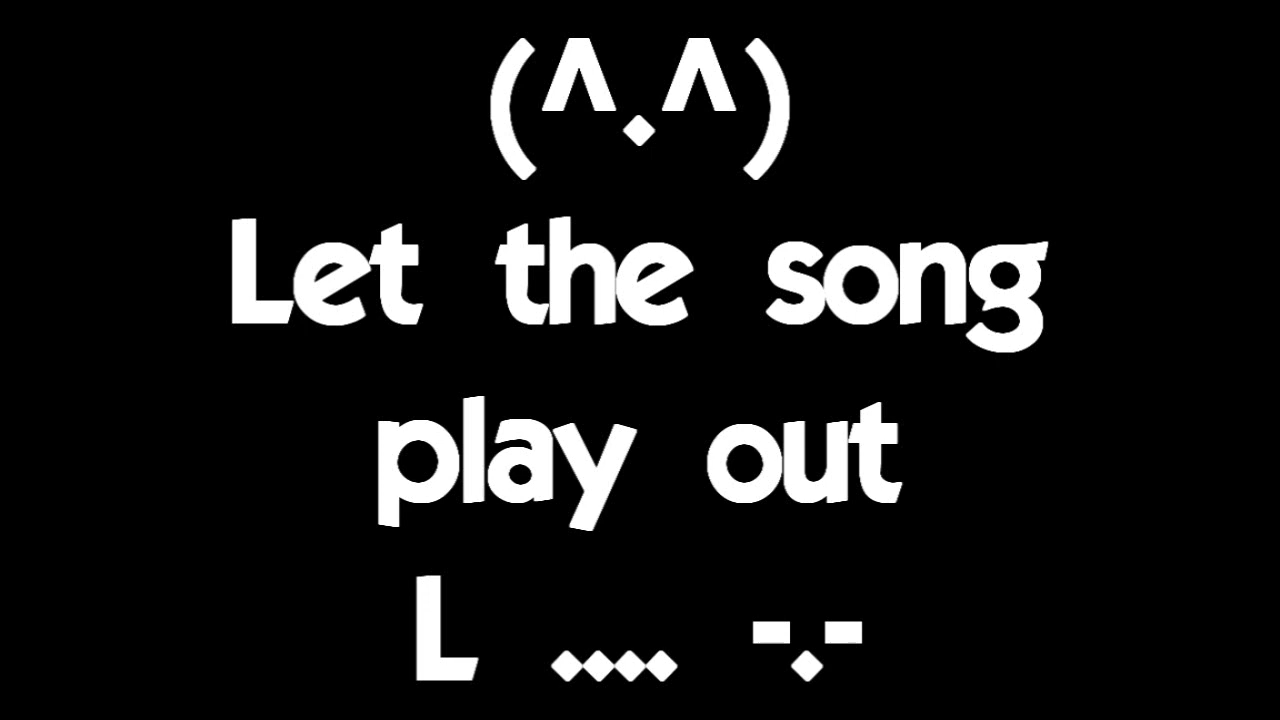 (^.^)
Let the song
play out
L .... -.-